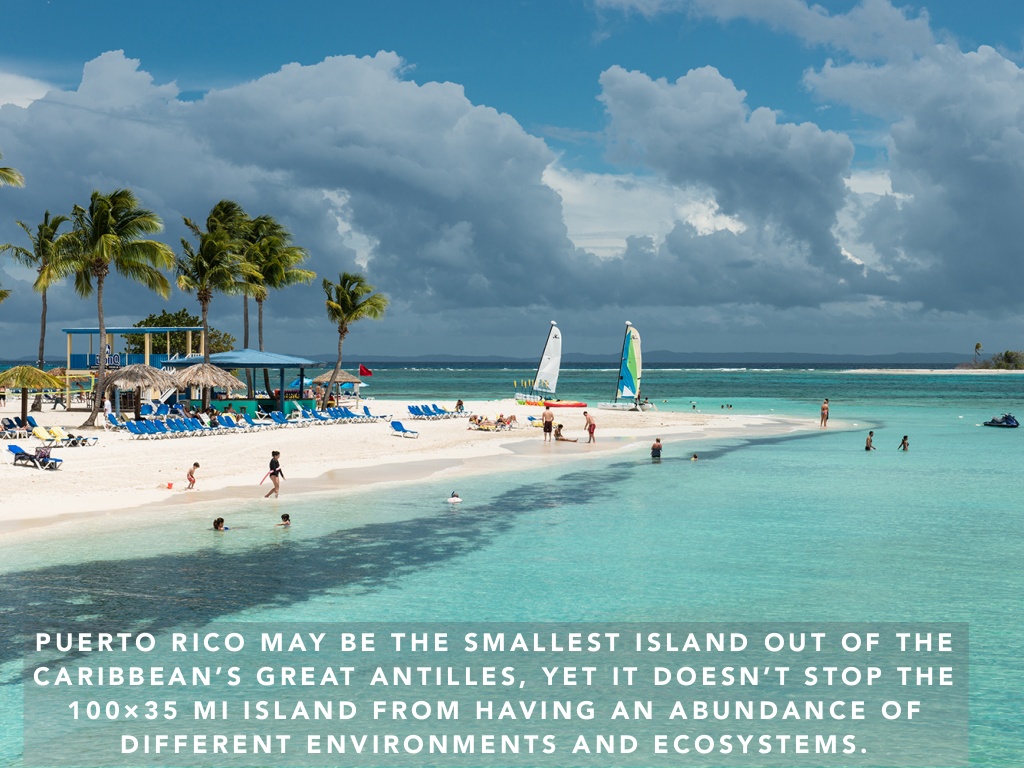 PUERTO RICO MAY BE THE SMALLEST ISLAND OUT OF THE
CARIBBEAN’S GREAT ANTILLES, YET IT DOESN’T STOP THE
100×35 MI ISLAND FROM HAVING AN ABUNDANCE OF
DIFFERENT ENVIRONMENTS AND ECOSYSTEMS.